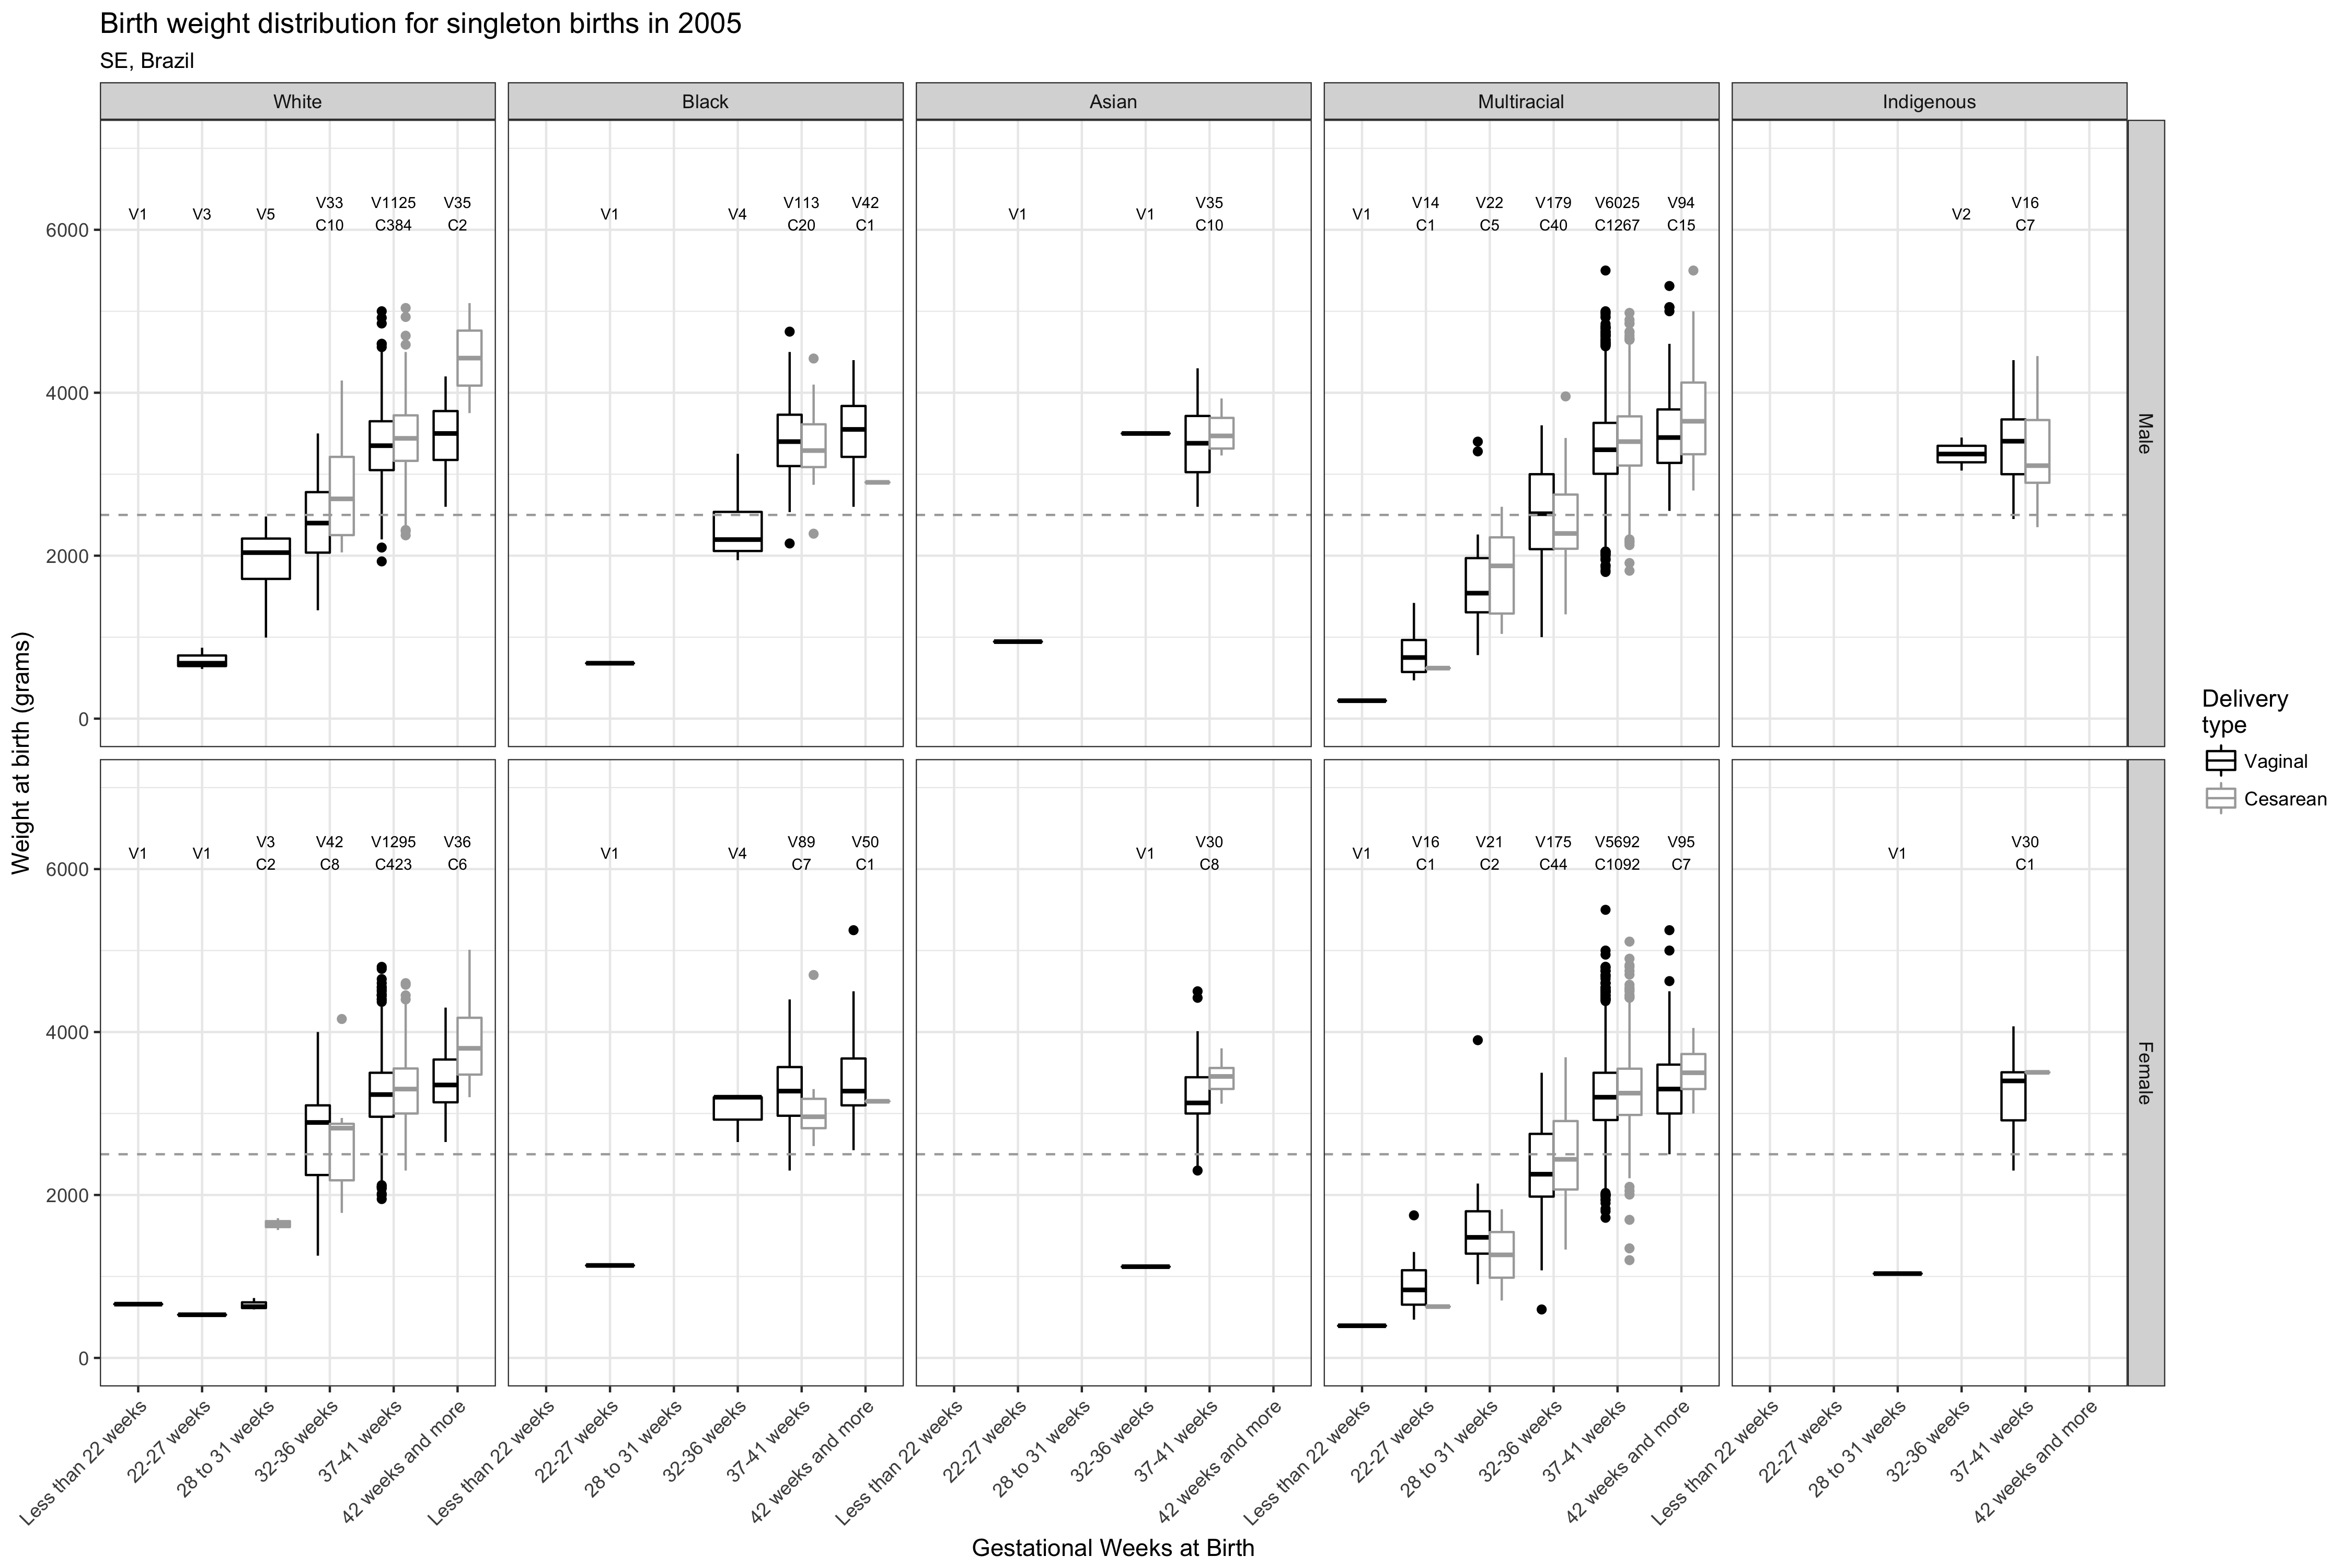 Birth weight distribution for singleton births in 2005
SE, Brazil
White Black Asian Multiracial Indigenous
V33 V1125 V35 V113 V42 V35 V14 V22 V179 V6025 V94 V16
V1 V3 V5 V1 V4 V1 V1 V1 V2
C10 C384 C2 C20 C1 C10 C1 C5 C40 C1267 C15 C7
6000
4000
2000
0
Male
V3 V42 V1295 V36 V89 V50 V30 V16 V21 V175 V5692 V95 V30
V1 V1 V1 V4 V1 V1 V1
C2 C8 C423 C6 C7 C1 C8 C1 C2 C44 C1092 C7 C1
6000
4000
2000
0
Female
Weight at birth (grams)
Delivery
type
Vaginal
Cesarean
Less than 22 weeks
22-27 weeks
28 to 31 weeks
32-36 weeks
37-41 weeks
42 weeks and more
Less than 22 weeks
22-27 weeks
28 to 31 weeks
32-36 weeks
37-41 weeks
42 weeks and more
Less than 22 weeks
22-27 weeks
28 to 31 weeks
32-36 weeks
37-41 weeks
42 weeks and more
Less than 22 weeks
22-27 weeks
28 to 31 weeks
32-36 weeks
37-41 weeks
42 weeks and more
Less than 22 weeks
22-27 weeks
28 to 31 weeks
32-36 weeks
37-41 weeks
42 weeks and more
Gestational Weeks at Birth